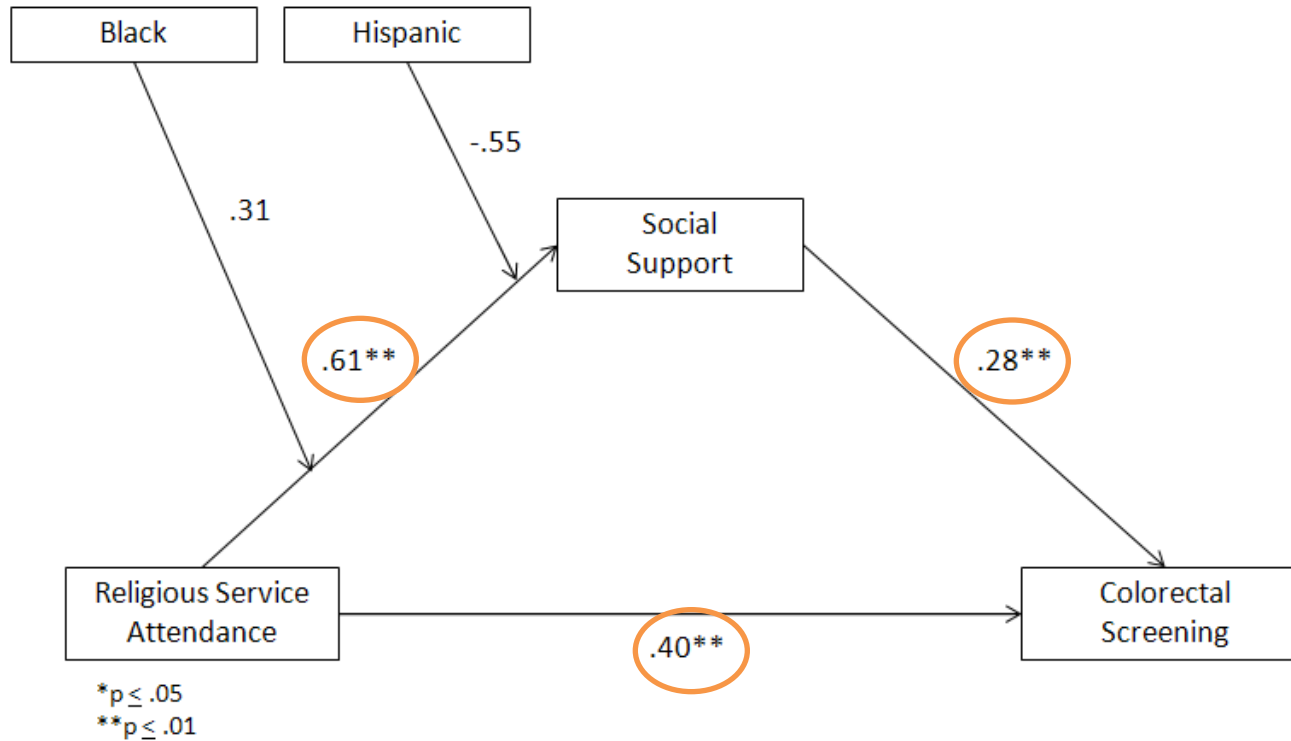 Black
Hispanic
-.55
.31
Social
Support
.61**
.28**
Religious Service
Attendance
Colorectal
Screening
.40**
*p ≤ .05
**p ≤ .01